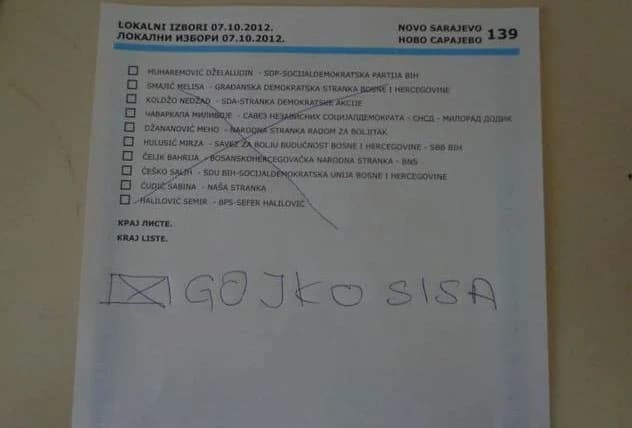 LOKALNI IZBORI 07.10.2012.
ЛОКАЛНИ ИЗБОРИ 07.10.2012.
NOVO SARAJEVO
НОВО САРАЈЕВО
139
MUHAREMOVIĆ DŽELALUDIN - SDP-SOCIJALDEMOKRATSKA PARTIJA BIH
SMAJIĆ MELISA - GRAĐANSKA DEMOKRATSKA STRANKA BOSNE I HERCEGOVINE
KOLDŽO NEDŽAD - SDA-STRANKA DEMOKRATSKE AKCIJE
ЧАВАРКАПА МИЛИВОЈЕ - САВЕЗ НЕЗАВИСНИХ СОЦИЈАЛДЕМОКРАТА - СНСД - МИЛОРАД ДОДИК
DŽANANOVIĆ MEHO - NARODNA STRANKA RADOM ZA BOLJITAK
HULUSIĆ MIRZA - SAVEZ ZA BOLJU BUDUĆNOST BOSNE I HERCEGOVINE - SBB BIH
ČELJK BAHRIJA - BOSANSKOHERCEGOVAČKA NARODNA STRANKA - BNS
ČEŠKO SALIH - SDU BIH-SOCIJALDEMOKRATSKA UNIJA BOSNE I HERCEGOVINE
ČUDIĆ SABINA - NAŠA STRANKA
HALILOVIĆ SEMIR - BPS-SEFER HALILOVIĆ
КРАЈ ЛИСТЕ.
KRAJ LISTE.
GOJKO SISA